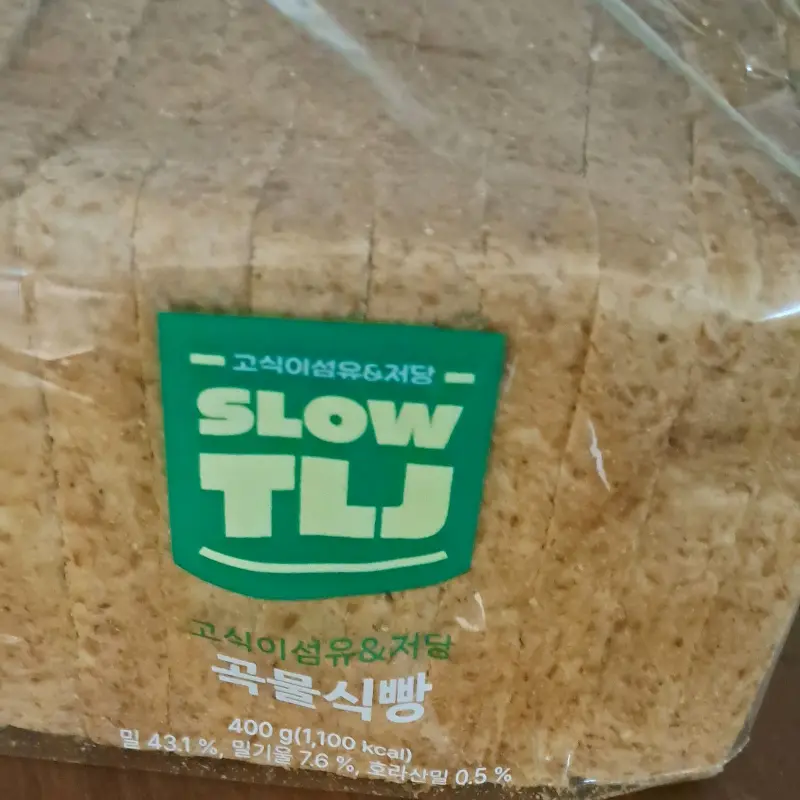 고식이섬유&저당
SLOW
TLJ
고식이섬유&저당
곡물식빵
400 g(1,100 kcal)
밀 43.1 %, 밀기울 7.6 %, 호라산밀 0.5 %